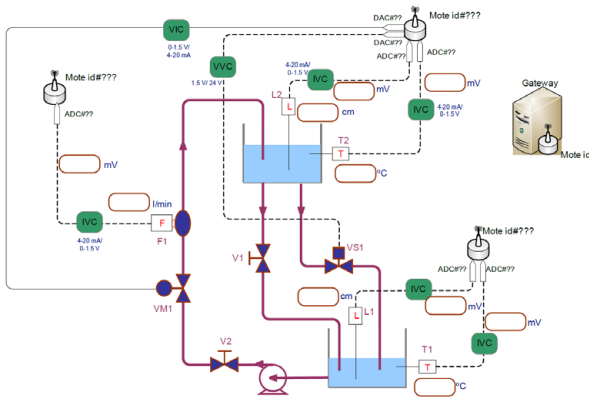 DAC#??
Mote id#???
VIC
DAC#??
0-1.5 V/
4-20 mA
ADC#??
ADC#??
VVC
4-20 mA/
0-1.5 V
IVC
1.5 V/ 24 V
mV
mV
Mote id#???
Gateway
L2
L
cm
IVC
4-20 mA/
0-1.5 V
ADC#??
T2
T
Mote id
mV
ºC
l/min
IVC
F
F1
4-20 mA/
0-1.5 V
Mote id#???
V1
VS1
ADC#??
ADC#??
VM1
cm
IVC
mV
L1
L
mV
V2
IVC
T1
T
ºC